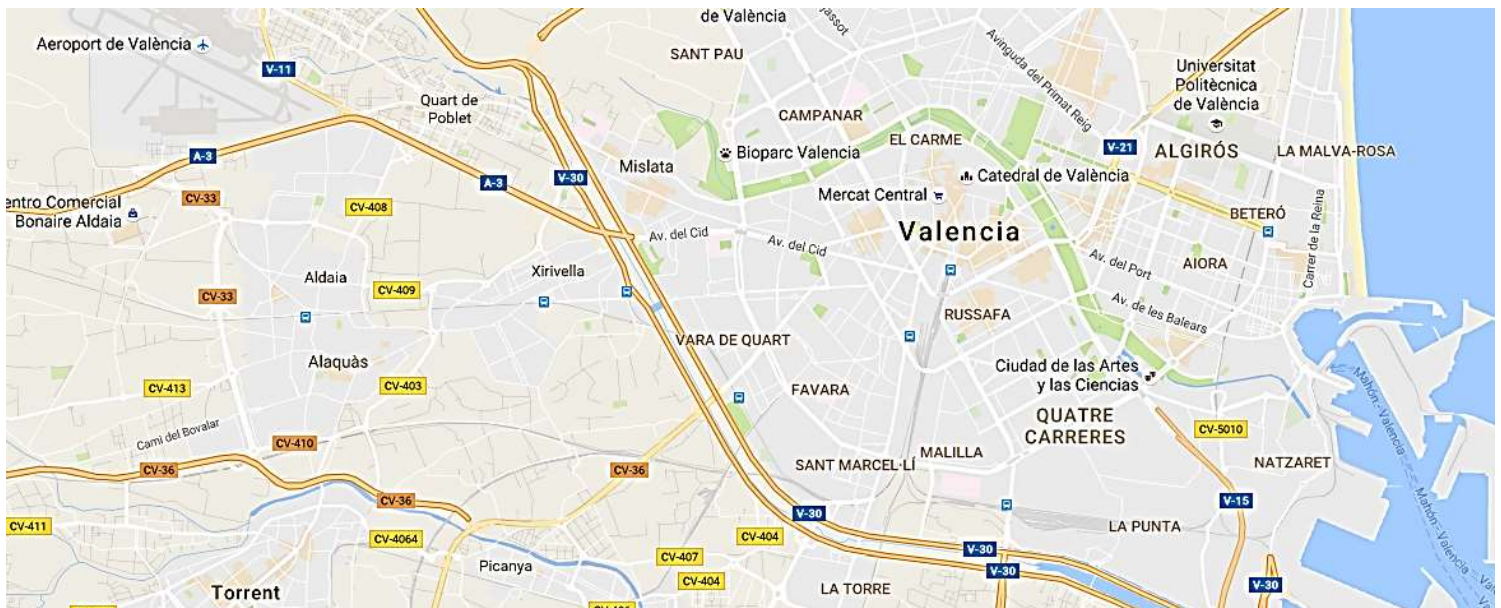 de València
Aeroport de València
SANT PAU
Avinguda del Primat Reig
Universitat
Politècnica
de València
V-11
Quart de
Poblet
CAMPANAR
EL CARME
V-21
ALGIRÓS
LA MALVA-ROSA
A-3
Mislata
Bioparc Valencia
Catedral de València
A-3
V-30
Mercat Central
entro Comercial
Bonaire Aldaia
CV-33
CV-408
BETERÓ
Valencia
Av. del Cid
Av. del Cid
Av. del Port
AIORA
Carrer de la Reina
Aldaia
Xirivella
CV-33
CV-409
Av. de les Balears
RUSSAFA
VARA DE QUART
Alaquàs
Ciudad de las Artes
y las Ciencias
CV-413
CV-403
FAVARA
Mahón - Valencia
QUATRE
CARRERES
CV-5010
Camí del Bovalar
CV-410
MALILLA
SANT MARCEL·LÍ
NATZARET
CV-36
CV-36
CV-36
V-15
Mahón - Valencia
V-30
CV-411
LA PUNTA
CV-4064
CV-404
V-30
CV-407
Picanya
V-30
CV-404
V-30
Torrent
LA TORRE